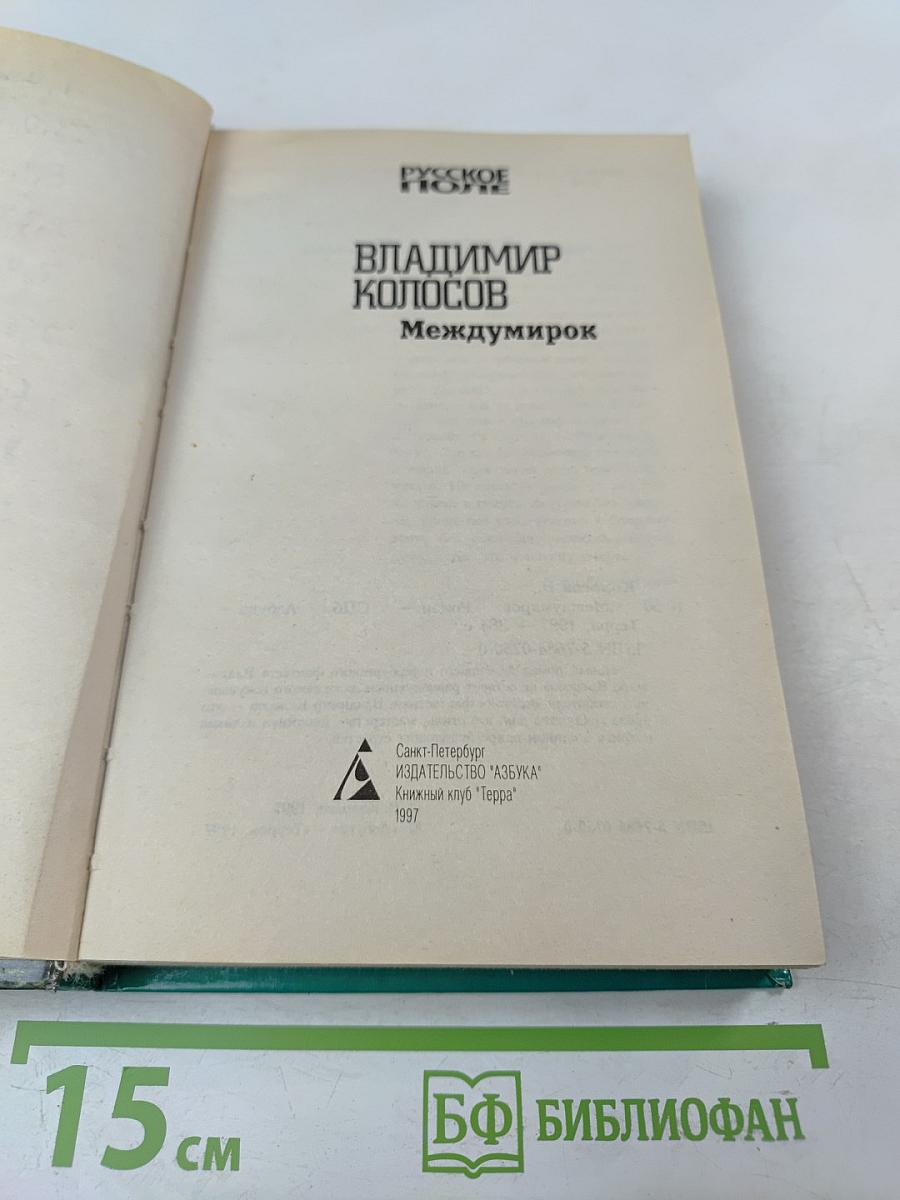 РУССКОЕ
ПОЛЕ
ВЛАДИМИР
КОЛОСОВ
Междумирок
Санкт-Петербург
ИЗДАТЕЛЬСТВО "АЗБУКА"
Книжный клуб "Терра"
1997
15 см
БФ БИБЛИОФАН